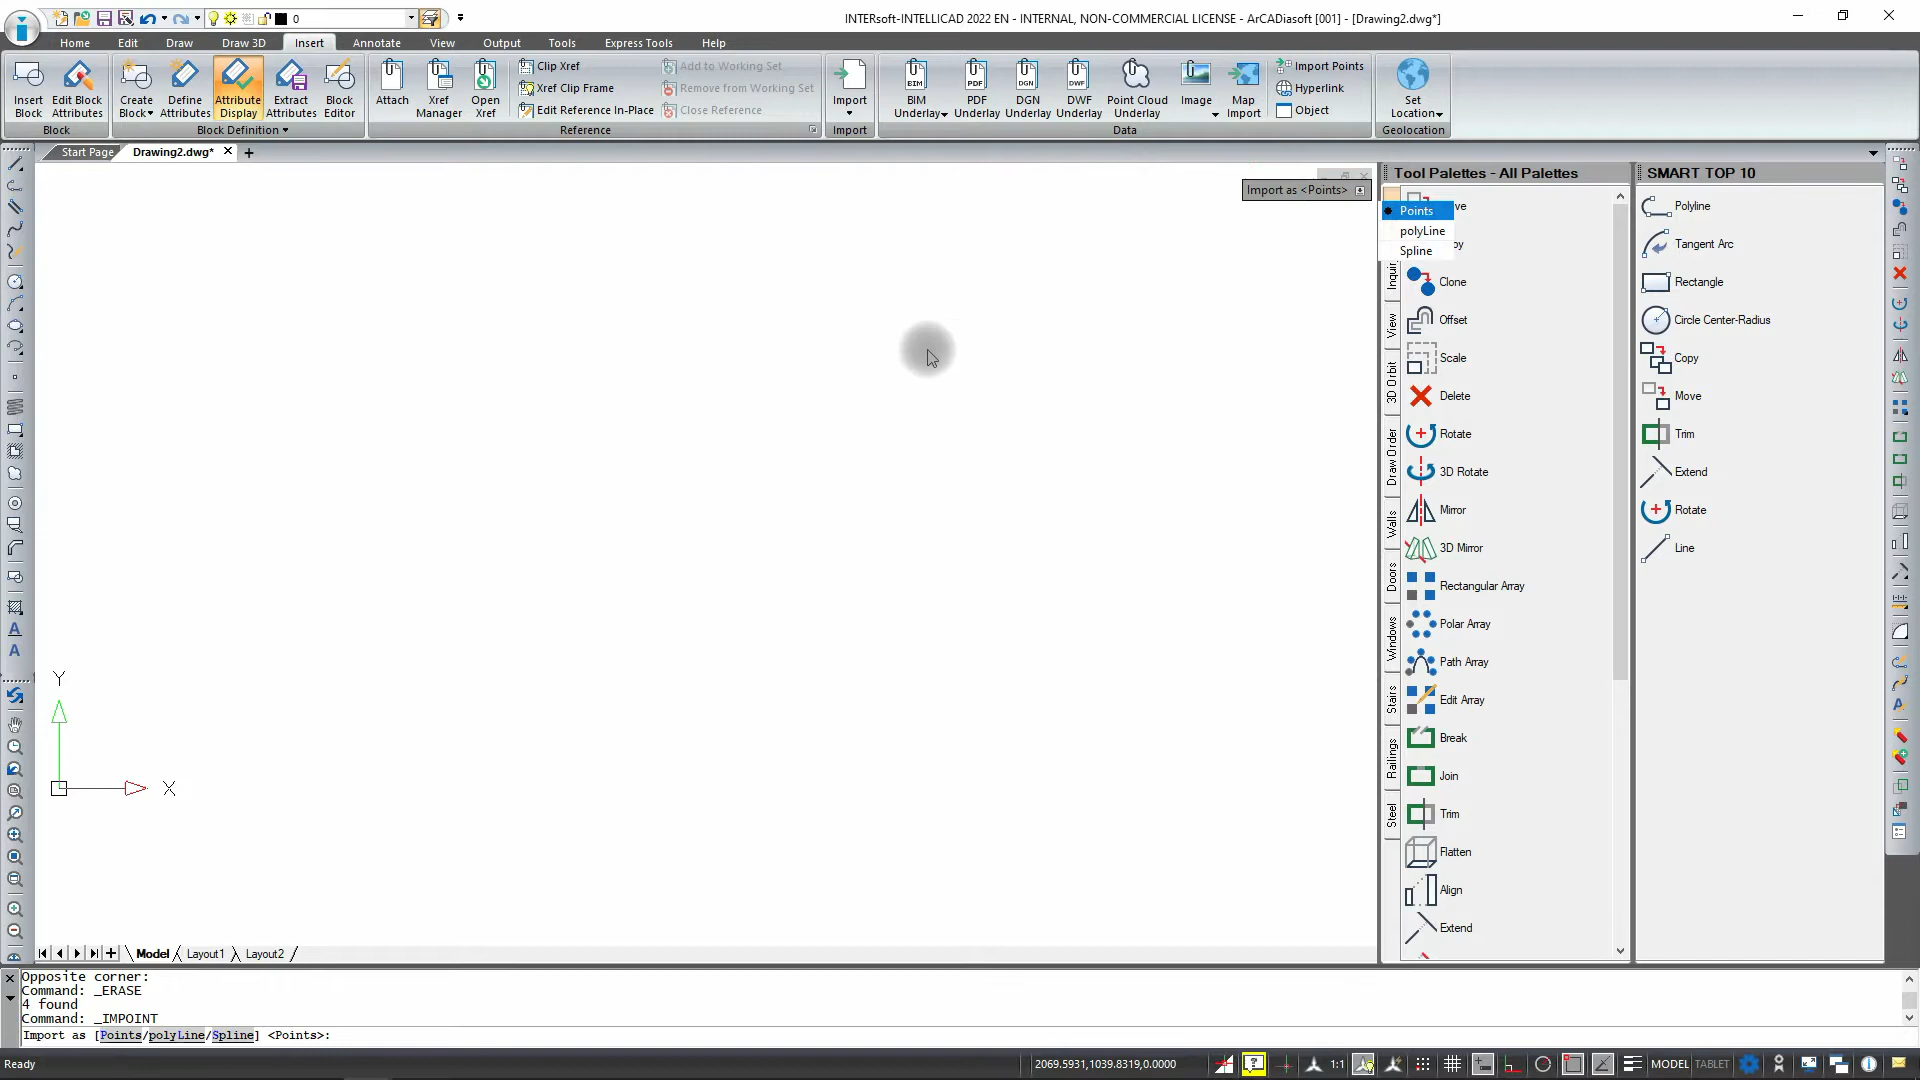 INTERsoft-INTELLICAD 2022 EN - INTERNAL, NON-COMMERCIAL LICENSE - ArCADiasoft [001] - [Drawing2.dwg*]
0
Home Edit Draw Draw 3D Insert Annotate View Output Tools Express Tools Help
Insert Block
Edit Block Attributes
Block
Create Block
Define Attributes
Attribute Display
Extract Attributes
Block Editor
Block Definition
Attach
Xref Manager
Open Xref
Clip Xref
Xref Clip Frame
Edit Reference In-Place
Add to Working Set
Remove from Working Set
Close Reference
Reference
Import
Import
BIM Underlay
PDF Underlay
DGN Underlay
DWF Underlay
Point Cloud Underlay
Image
Map Import
Import Points
Hyperlink
Object
Data
Set Location
Geolocation
Start Page
Drawing2.dwg*
Import as <Points>
Points
polyLine
Spline
Tool Palettes - All Palettes
Clone
Offset
Scale
Delete
Rotate
3D Rotate
Mirror
3D Mirror
Rectangular Array
Polar Array
Path Array
Edit Array
Break
Join
Trim
Flatten
Align
Extend
View
3D Orbit
Draw Order
Walls
Doors
Windows
Stairs
Railings
Steel
SMART TOP 10
Polyline
Tangent Arc
Rectangle
Circle Center-Radius
Copy
Move
Trim
Extend
Rotate
Line
Y
X
Model Layout1 Layout2
Opposite corner:
Command: _ERASE
4 found
Command: _IMPOINT
Import as [Points/polyLine/Spline] <Points>:
Ready
2069.5931,1039.8319,0.0000
1:1
MODEL
TABLET